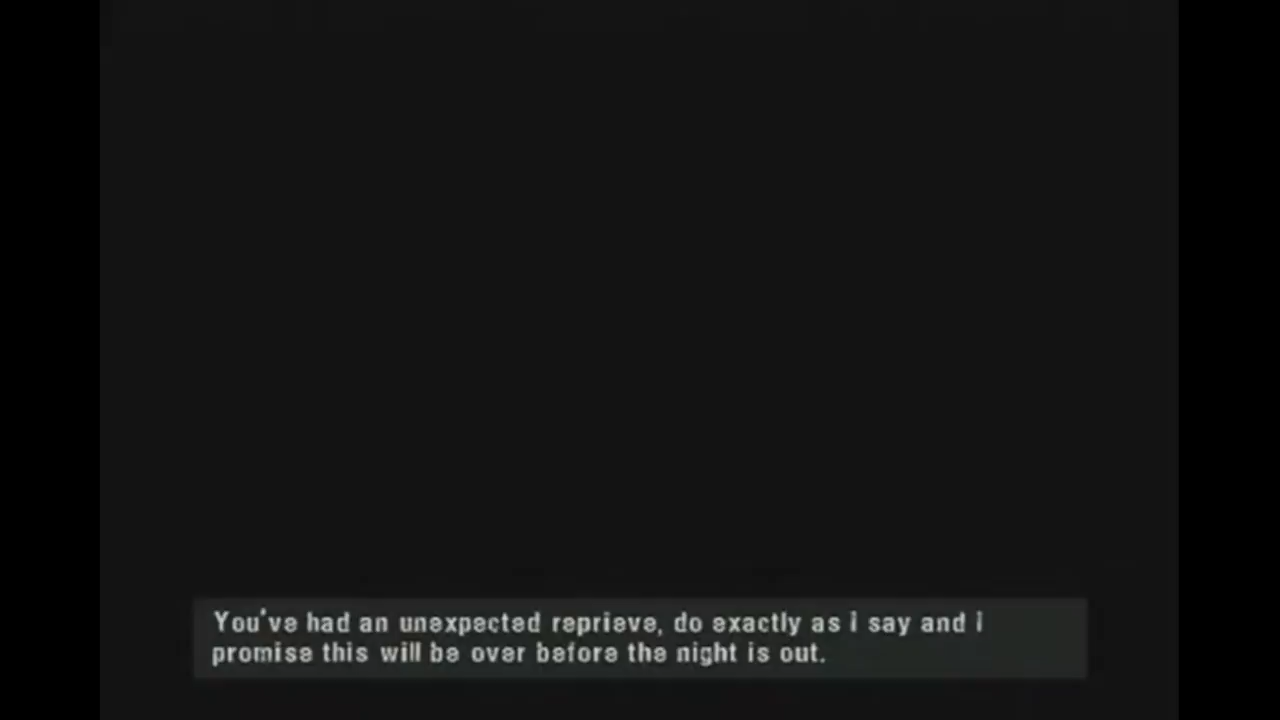 You've had an unexpected reprieve, do exactly as i say and i
promise this will be over before the night is out.